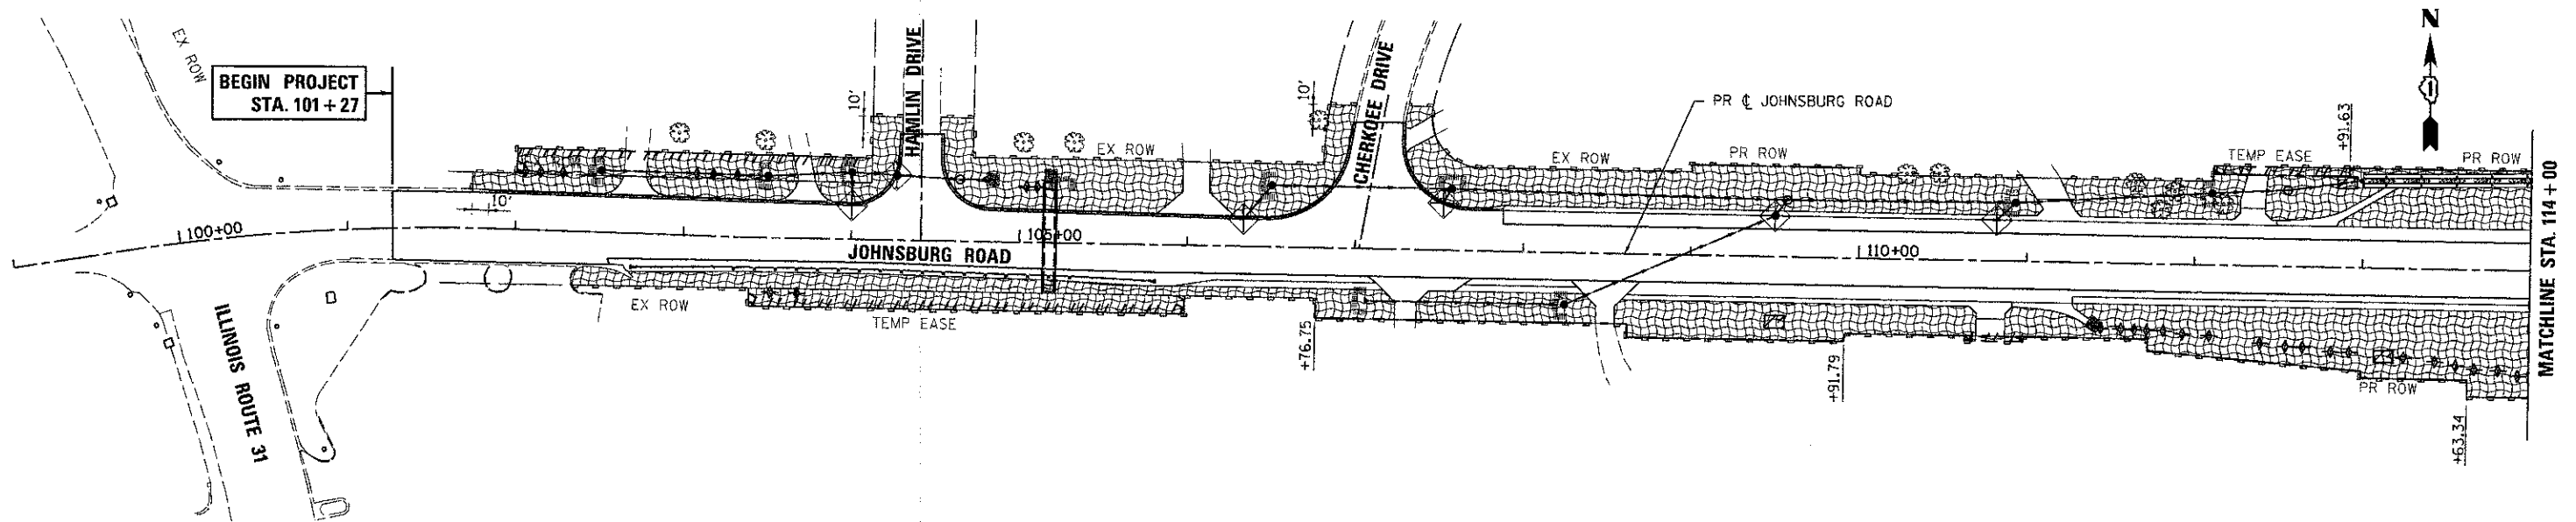 EX ROW
BEGIN PROJECT
STA. 101 + 27
10'
HAMLIN DRIVE
10'
EX ROW
10'
CHERKOEE DRIVE
PR ℄ JOHNSBURG ROAD
EX ROW
PR ROW
TEMP EASE
+91.63
PR ROW
N
MATCHLINE STA. 114 + 00
100+00
105+00
110+00
JOHNSBURG ROAD
EX ROW
TEMP EASE
+76.75
+91.79
PR ROW
+63.34
ILLINOIS ROUTE 31